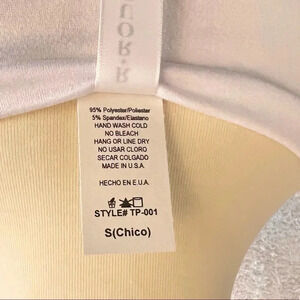 95% Polyester/Poliester
5% Spandex/Elastano
HAND WASH COLD
NO BLEACH
HANG OR LINE DRY
NO USAR CLORO
SECAR COLGADO
MADE IN U.S.A.
HECHO EN E.U.A.
STYLE# TP-001
S(Chico)